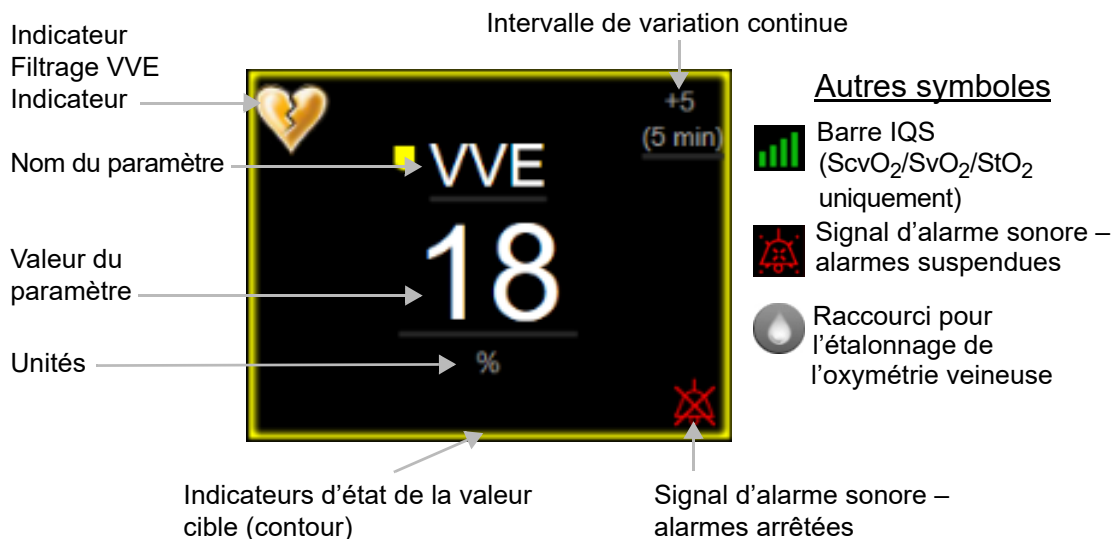 Intervalle de variation continue
Indicateur
Filtrage VVE
Indicateur
Nom du paramètre
Valeur du
paramètre
Unités
+5
(5 min)
VVE
18
%
Autres symboles
Barre IQS
(ScvO2/SvO2/StO2
uniquement)
Signal d’alarme sonore –
alarmes suspendues
Raccourci pour
l’étalonnage de
l’oxymétrie veineuse
Indicateurs d’état de la valeur
cible (contour)
Signal d’alarme sonore –
alarmes arrêtées